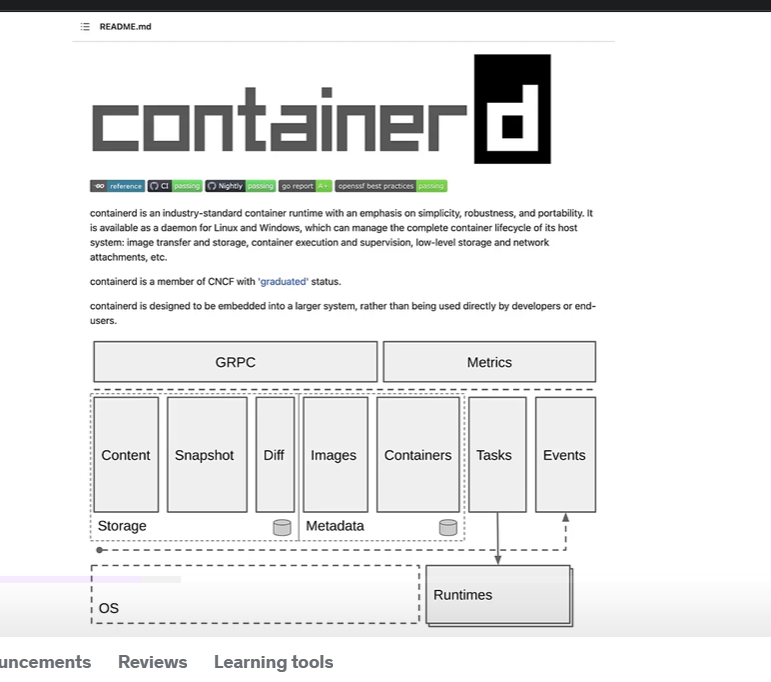 README.md
containerd
GO reference CI passing Nightly passing go report A+ openssf best practices passing
containerd is an industry-standard container runtime with an emphasis on simplicity, robustness, and portability. It
is available as a daemon for Linux and Windows, which can manage the complete container lifecycle of its host
system: image transfer and storage, container execution and supervision, low-level storage and network
attachments, etc.
containerd is a member of CNCF with 'graduated' status.
containerd is designed to be embedded into a larger system, rather than being used directly by developers or end-
users.
GRPC Metrics
Content Snapshot Diff Images Containers Tasks Events
Storage Metadata
OS Runtimes
uncements Reviews Learning tools